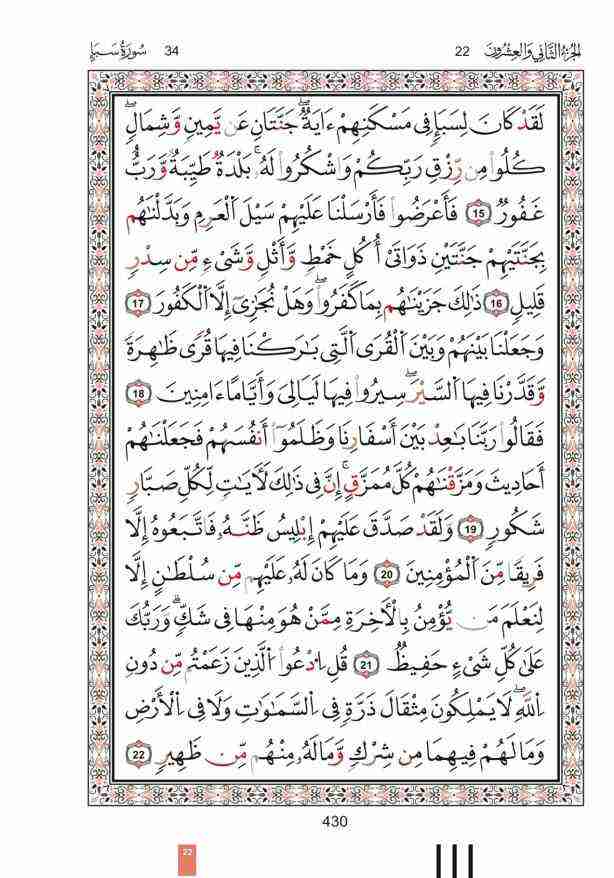 الجزء الثاني والعشرون 22 34 سورة سبإ
لَقَدْ كَانَ لِسَبَإٍ فِى مَسْكَنِهِمْ ءَايَةٌ ۖ جَنَّتَانِ عَن يَّمِينٍ وَّشِمَالٍ ۖ
كُلُوا۟ مِن رِّزْقِ رَبِّكُمْ وَاشْكُرُوا۟ لَهُۥ ۚ بَلْدَةٌ طَيِّبَةٌ وَّرَبٌّ
غَفُورٌ 15 فَأَعْرَضُوا۟ فَأَرْسَلْنَا عَلَيْهِمْ سَيْلَ الْعَرِمِ وَبَدَّلْنَٰهُم
بِجَنَّتَيْهِمْ جَنَّتَيْنِ ذَوَاتَىْ أُكُلٍ خَمْطٍ وَّأَثْلٍ وَّشَىْءٍ مِّن سِدْرٍ
قَلِيلٍ 16 ذَٰلِكَ جَزَيْنَٰهُم بِمَا كَفَرُوا۟ ۖ وَهَلْ نُجَٰزِىٓ إِلَّا الْكَفُورَ 17
وَجَعَلْنَا بَيْنَهُمْ وَبَيْنَ الْقُرَى الَّتِى بَٰرَكْنَا فِيهَا قُرًى ظَٰهِرَةً
وَّقَدَّرْنَا فِيهَا السَّيْرَ ۖ سِيرُوا۟ فِيهَا لَيَالِىَ وَأَيَّامًا ءَامِنِينَ 18
فَقَالُوا۟ رَبَّنَا بَٰعِدْ بَيْنَ أَسْفَارِنَا وَظَلَمُوٓا۟ أَنفُسَهُمْ فَجَعَلْنَٰهُمْ
أَحَادِيثَ وَمَزَّقْنَٰهُمْ كُلَّ مُمَزَّقٍ ۚ إِنَّ فِى ذَٰلِكَ لَءَايَٰتٍ لِّكُلِّ صَبَّارٍ
شَكُورٍ 19 وَلَقَدْ صَدَّقَ عَلَيْهِمْ إِبْلِيسُ ظَنَّهُۥ فَاتَّبَعُوهُ إِلَّا
فَرِيقًا مِّنَ الْمُؤْمِنِينَ 20 وَمَا كَانَ لَهُۥ عَلَيْهِم مِّن سُلْطَٰنٍ إِلَّا
لِنَعْلَمَ مَن يُّؤْمِنُ بِالْءَاخِرَةِ مِمَّنْ هُوَ مِنْهَا فِى شَكٍّ ۗ وَرَبُّكَ
عَلَىٰ كُلِّ شَىْءٍ حَفِيظٌ 21 قُلِ ادْعُوا۟ الَّذِينَ زَعَمْتُم مِّن دُونِ
اللَّهِ ۖ لَا يَمْلِكُونَ مِثْقَالَ ذَرَّةٍ فِى السَّمَٰوَٰتِ وَلَا فِى الْأَرْضِ
وَمَا لَهُمْ فِيهِمَا مِن شِرْكٍ وَّمَا لَهُۥ مِنْهُم مِّن ظَهِيرٍ 22
430
22